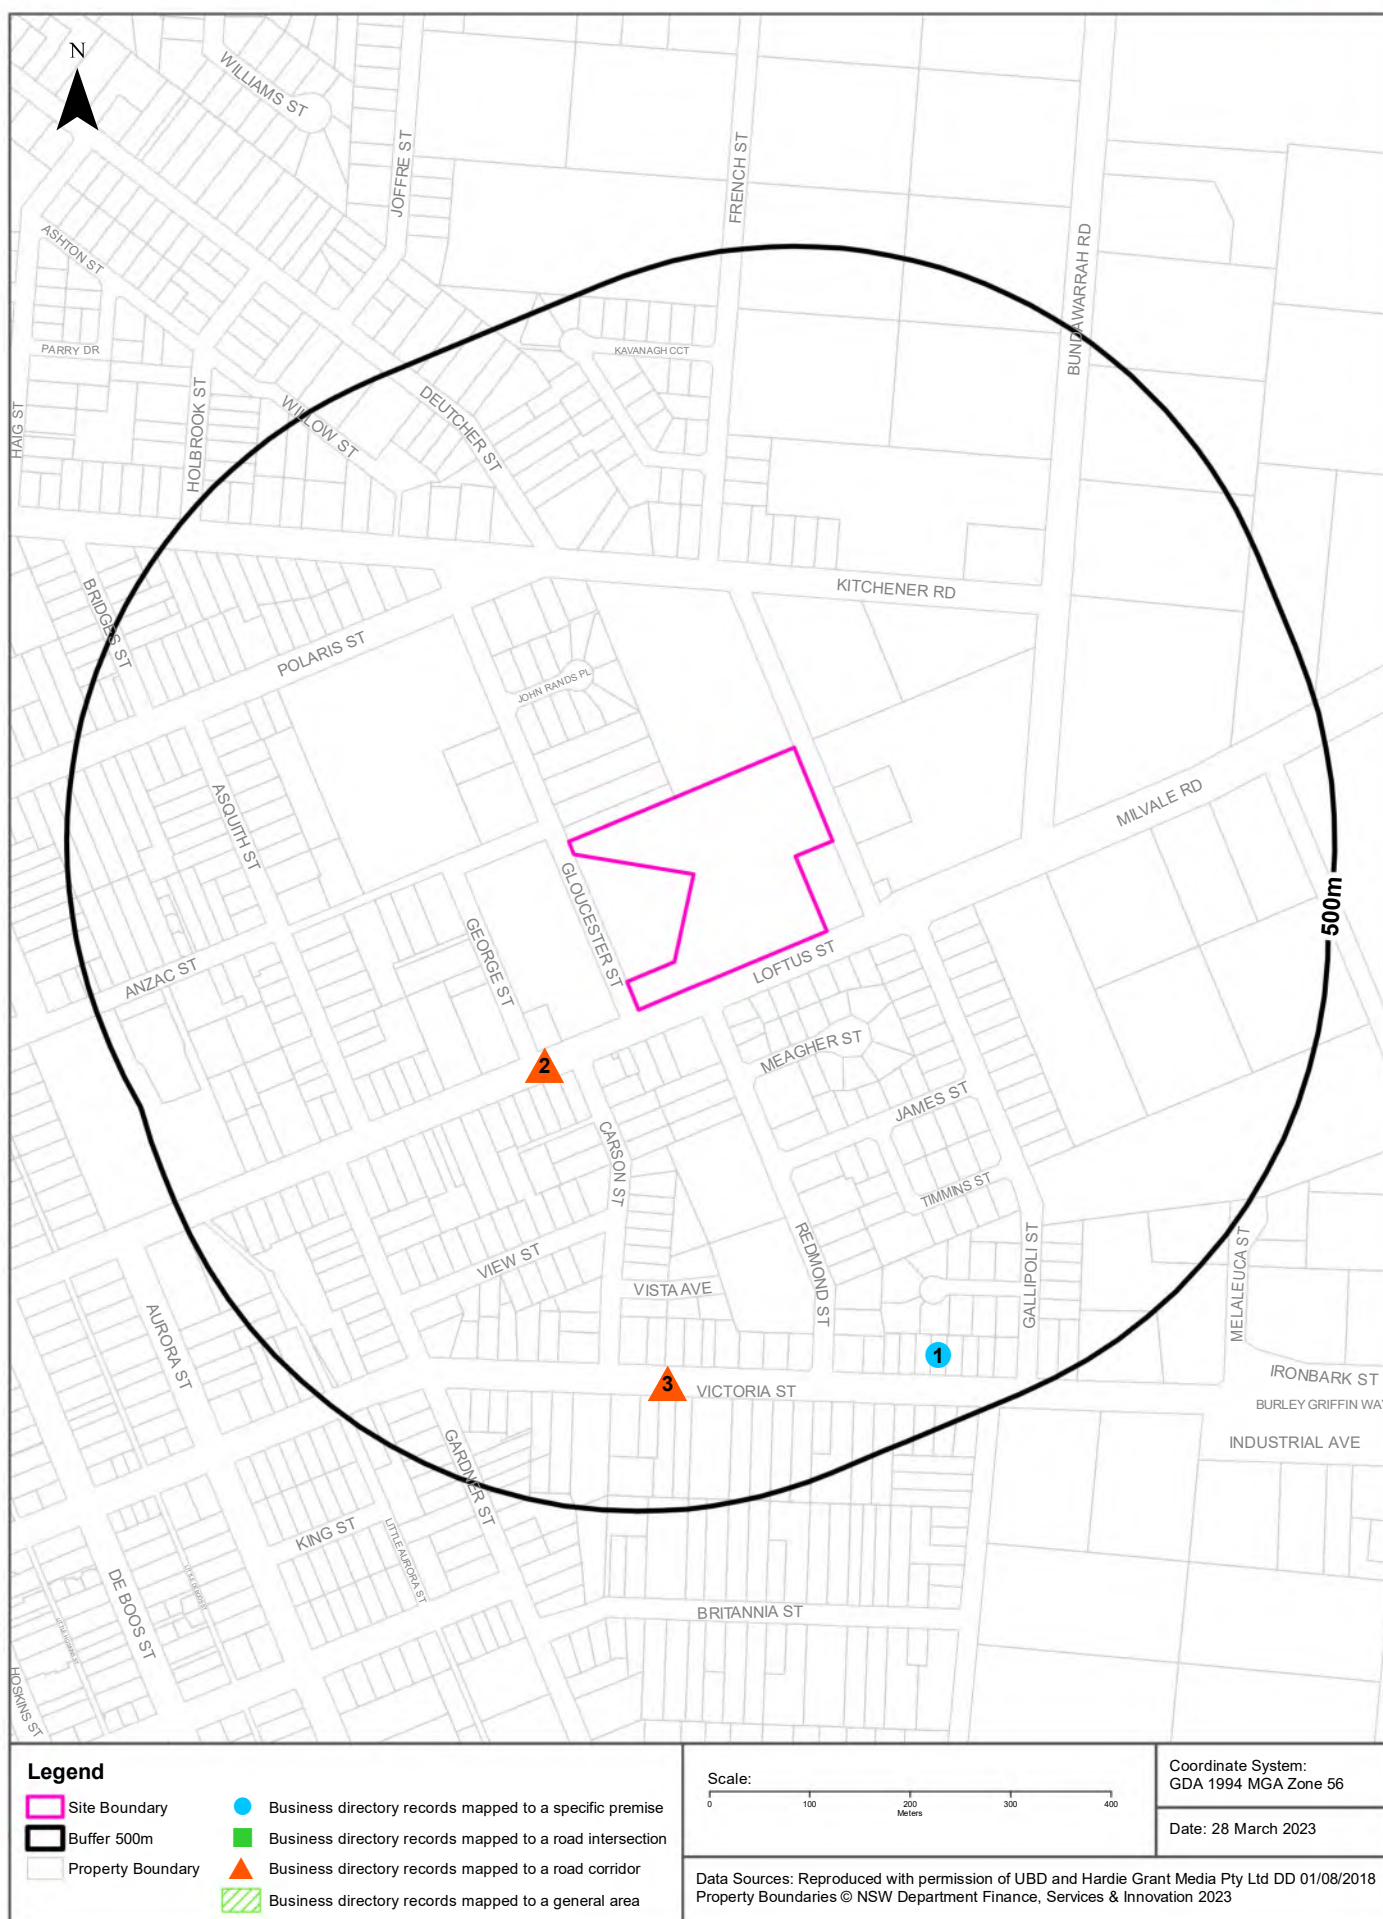 N
WILLIAMS ST
JOFFRE ST
FRENCH ST
ASHTON ST
BUNDAWARRAH RD
PARRY DR
KAVANAGH CCT
HAIG ST
HOLBROOK ST
WILLOW ST
DEUTCHER ST
BRIDGES ST
KITCHENER RD
POLARIS ST
JOHN RANDS PL
ASQUITH ST
MILVALE RD
GLOUCESTER ST
500m
GEORGE ST
ANZAC ST
LOFTUS ST
2
MEAGHER ST
JAMES ST
CARSON ST
TIMMINS ST
VIEW ST
REDMOND ST
GALLIPOLI ST
MELALEUCA ST
VISTA AVE
AURORA ST
1
3
VICTORIA ST
IRONBARK ST
BURLEY GRIFFIN WA
INDUSTRIAL AVE
GARDNER ST
KING ST
LITTLE AURORA ST
DE BOOS ST
BRITANNIA ST
HOSKINS ST
Legend
Site Boundary
Buffer 500m
Property Boundary
Business directory records mapped to a specific premise
Business directory records mapped to a road intersection
Business directory records mapped to a road corridor
Business directory records mapped to a general area
Scale:
0 100 200 300 400
Meters
Coordinate System:
GDA 1994 MGA Zone 56
Date: 28 March 2023
Data Sources: Reproduced with permission of UBD and Hardie Grant Media Pty Ltd DD 01/08/2018
Property Boundaries © NSW Department Finance, Services & Innovation 2023